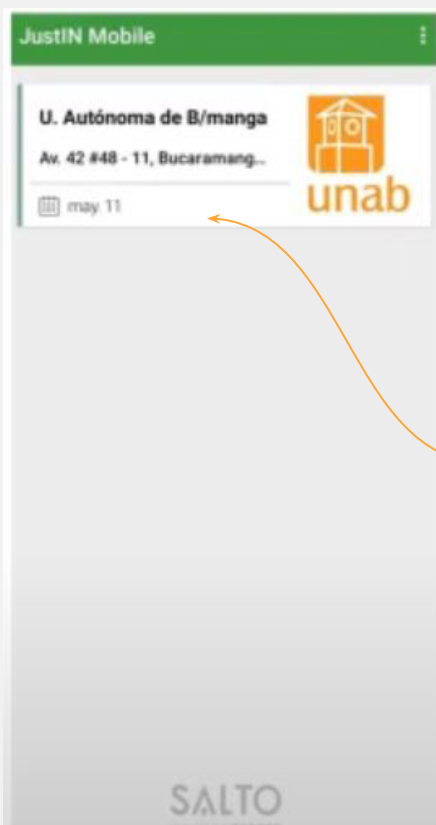 JustIN Mobile
U. Autónoma de B/manga
Av. 42 #48 - 11, Bucaramang...
unab
may. 11
SALTO